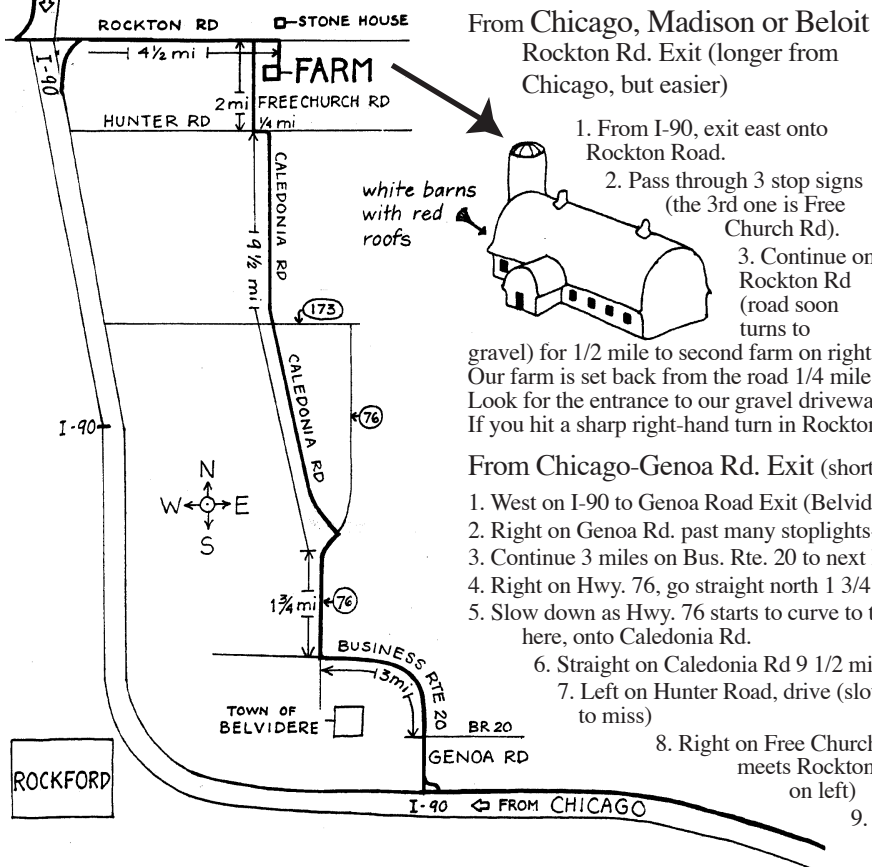 ROCKTON RD
STONE HOUSE
4½ mi
I-90
FARM
2 mi
FREECHURCH RD
HUNTER RD
¼ mi
CALEDONIA RD
9½ mi
173
CALEDONIA RD
76
I-90
N
W E
S
1¾ mi
76
BUSINESS RTE 20
3mi
TOWN OF
BELVIDERE
BR 20
GENOA RD
ROCKFORD
I-90
FROM CHICAGO
white barns
with red
roofs
From Chicago, Madison or Beloit
Rockton Rd. Exit (longer from
Chicago, but easier)
1. From I-90, exit east onto
Rockton Road.
2. Pass through 3 stop signs
(the 3rd one is Free
Church Rd).
3. Continue on
Rockton Rd
(road soon
turns to
gravel) for 1/2 mile to second farm on right
Our farm is set back from the road 1/4 mile
Look for the entrance to our gravel drivewa
If you hit a sharp right-hand turn in Rockton
From Chicago-Genoa Rd. Exit (short
1. West on I-90 to Genoa Road Exit (Belvid
2. Right on Genoa Rd. past many stoplights
3. Continue 3 miles on Bus. Rte. 20 to next
4. Right on Hwy. 76, go straight north 1 3/4
5. Slow down as Hwy. 76 starts to curve to t
here, onto Caledonia Rd.
6. Straight on Caledonia Rd 9 1/2 mi
7. Left on Hunter Road, drive (slow
to miss)
8. Right on Free Church
meets Rockton
on left)
9.